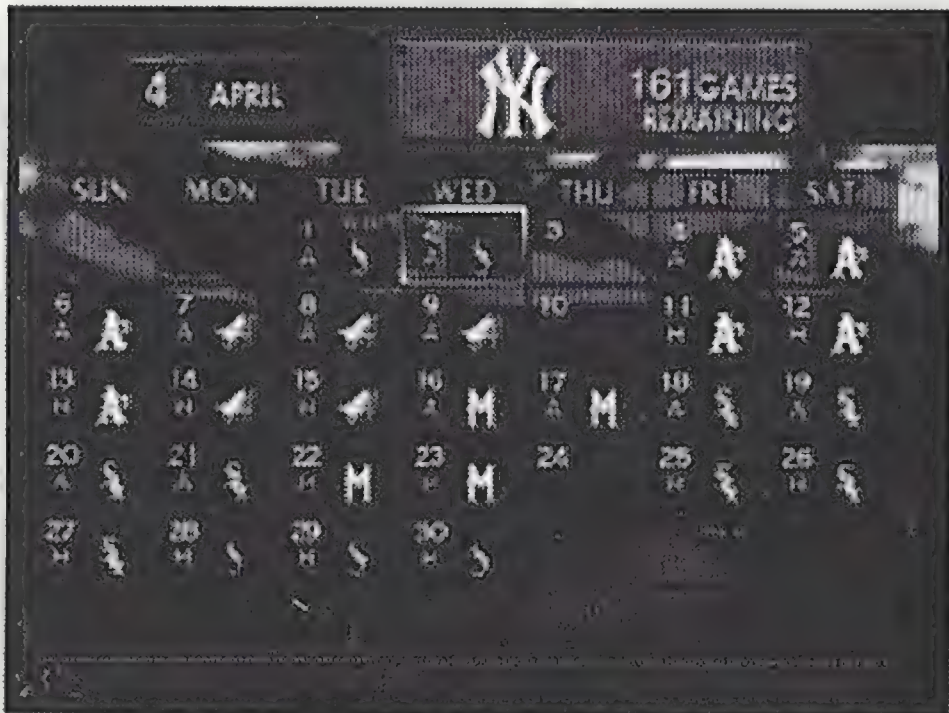 4 APRIL NY 161 GAMES
REMAINING
SUN MON TUE WED THU FRI SAT
1 2 3 4 5
A S S A A's A A's
6 7 8 9 10 11 12
A A's A A A H A's H A's
13 14 15 16 17 18 19
H A's H A M A M A S A S
20 21 22 23 24 25 26
A S A S H M H M H S H S
27 28 29 30
H S H S H S H S